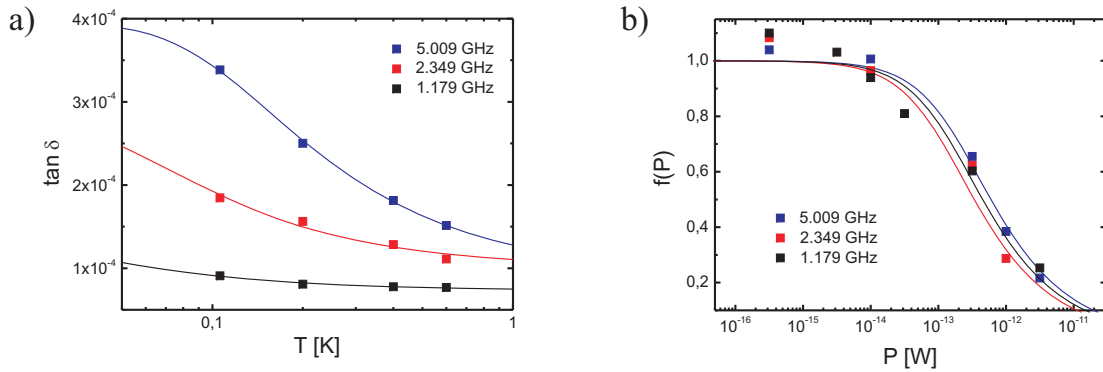 a)
4x10⁻⁴
3x10⁻⁴
2x10⁻⁴
1x10⁻⁴
tan δ
5.009 GHz
2.349 GHz
1.179 GHz
0,1
1
T [K]
b)
1,0
0,8
0,6
0,4
0,2
f(P)
5.009 GHz
2.349 GHz
1.179 GHz
10⁻¹⁶
10⁻¹⁵
10⁻¹⁴
10⁻¹³
10⁻¹²
10⁻¹¹
P [W]